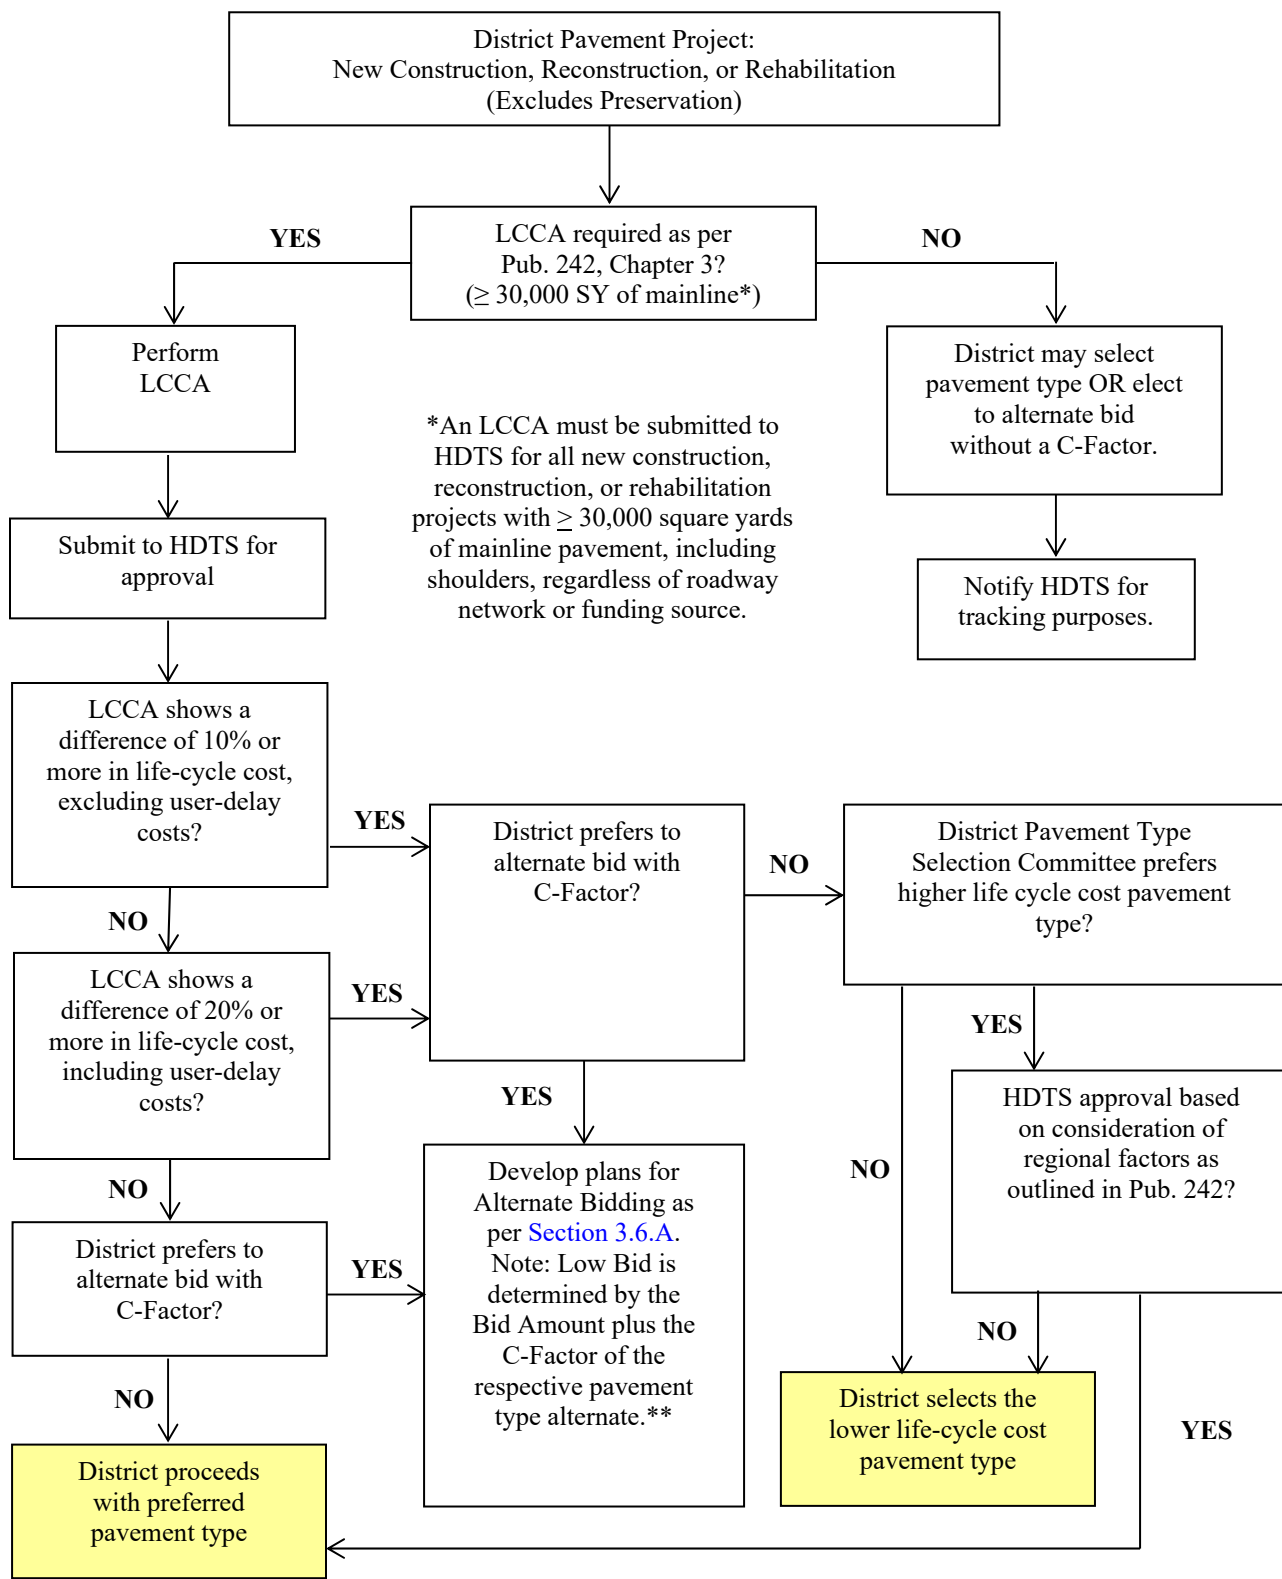 District Pavement Project:
New Construction, Reconstruction, or Rehabilitation
(Excludes Preservation)
YES
LCCA required as per
Pub. 242, Chapter 3?
(≥ 30,000 SY of mainline*)
NO
Perform
LCCA
District may select
pavement type OR elect
to alternate bid
without a C-Factor.
*An LCCA must be submitted to
HDTS for all new construction,
reconstruction, or rehabilitation
projects with ≥ 30,000 square yards
of mainline pavement, including
shoulders, regardless of roadway
network or funding source.
Submit to HDTS for
approval
Notify HDTS for
tracking purposes.
LCCA shows a
difference of 10% or
more in life-cycle cost,
excluding user-delay
costs?
YES
District prefers to
alternate bid with
C-Factor?
NO
District Pavement Type
Selection Committee prefers
higher life cycle cost pavement
type?
NO
LCCA shows a
difference of 20% or
more in life-cycle cost,
including user-delay
costs?
YES
YES
YES
HDTS approval based
on consideration of
regional factors as
outlined in Pub. 242?
NO
NO
Develop plans for
Alternate Bidding as
per Section 3.6.A.
Note: Low Bid is
determined by the
Bid Amount plus the
C-Factor of the
respective pavement
type alternate.**
District prefers to
alternate bid with
C-Factor?
YES
NO
NO
District selects the
lower life-cycle cost
pavement type
YES
District proceeds
with preferred
pavement type